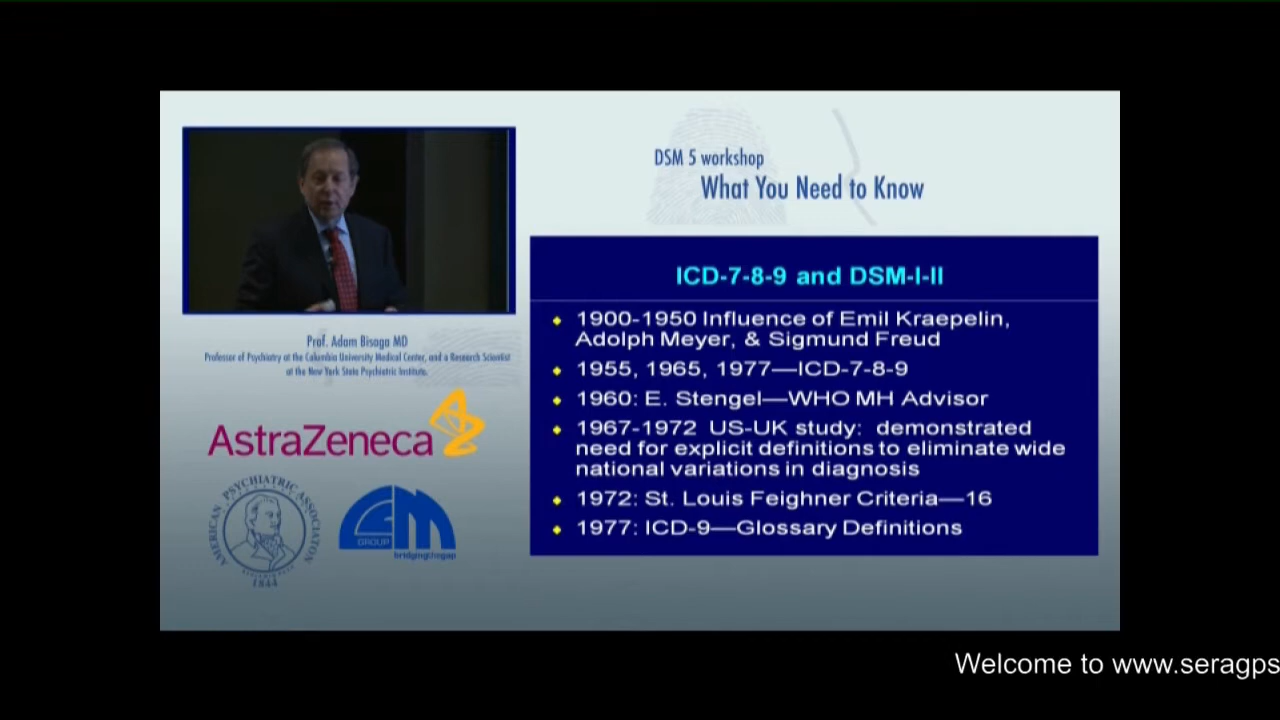 DSM 5 workshop
What You Need to Know
Prof. Adam Bisaga MD
Professor of Psychiatry at the Columbia University Medical Center, and a Research Scientist
at the New York State Psychiatric Institute.
AstraZeneca
AMERICAN PSYCHIATRIC ASSOCIATION
1844
GROUP
bridgingthegap
ICD-7-8-9 and DSM-I-II
1900-1950 Influence of Emil Kraepelin,
Adolph Meyer, & Sigmund Freud
1955, 1965, 1977—ICD-7-8-9
1960: E. Stengel—WHO MH Advisor
1967-1972 US-UK study: demonstrated
need for explicit definitions to eliminate wide
national variations in diagnosis
1972: St. Louis Feighner Criteria—16
1977: ICD-9—Glossary Definitions
Welcome to www.seragps